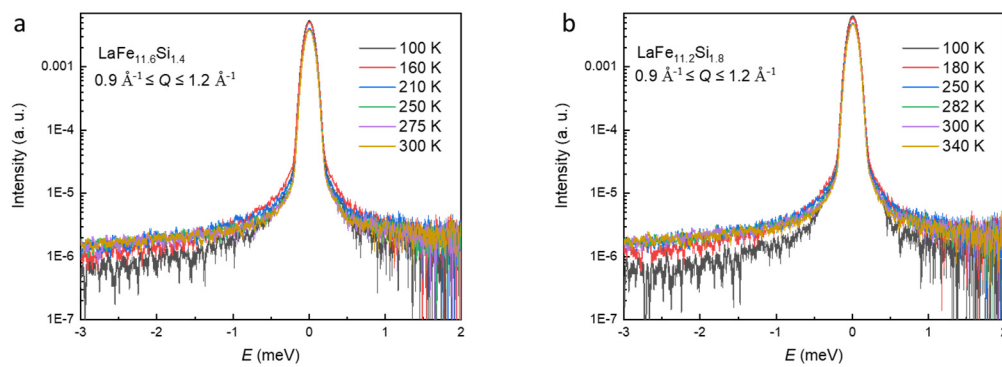 a
LaFe11.6Si1.4
0.9 Å-1 ≤ Q ≤ 1.2 Å-1
100 K
160 K
210 K
250 K
275 K
300 K
0.001
1E-4
1E-5
1E-6
1E-7
Intensity (a. u.)
-3
-2
-1
0
1
2
E (meV)
b
LaFe11.2Si1.8
0.9 Å-1 ≤ Q ≤ 1.2 Å-1
100 K
180 K
250 K
282 K
300 K
340 K
0.001
1E-4
1E-5
1E-6
1E-7
Intensity (a. u.)
-3
-2
-1
0
1
2
E (meV)